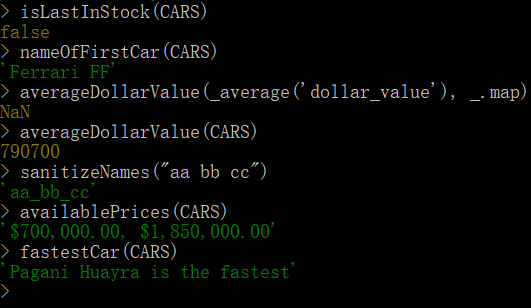 > isLastInStock(CARS)
false
> nameOfFirstCar(CARS)
'Ferrari FF'
> averageDollarValue(_average('dollar_value'), _.map)
NaN
> averageDollarValue(CARS)
790700
> sanitizeNames("aa bb cc")
'aa_bb_cc'
> availablePrices(CARS)
'$700,000.00, $1,850,000.00'
> fastestCar(CARS)
'Pagani Huayra is the fastest'
>